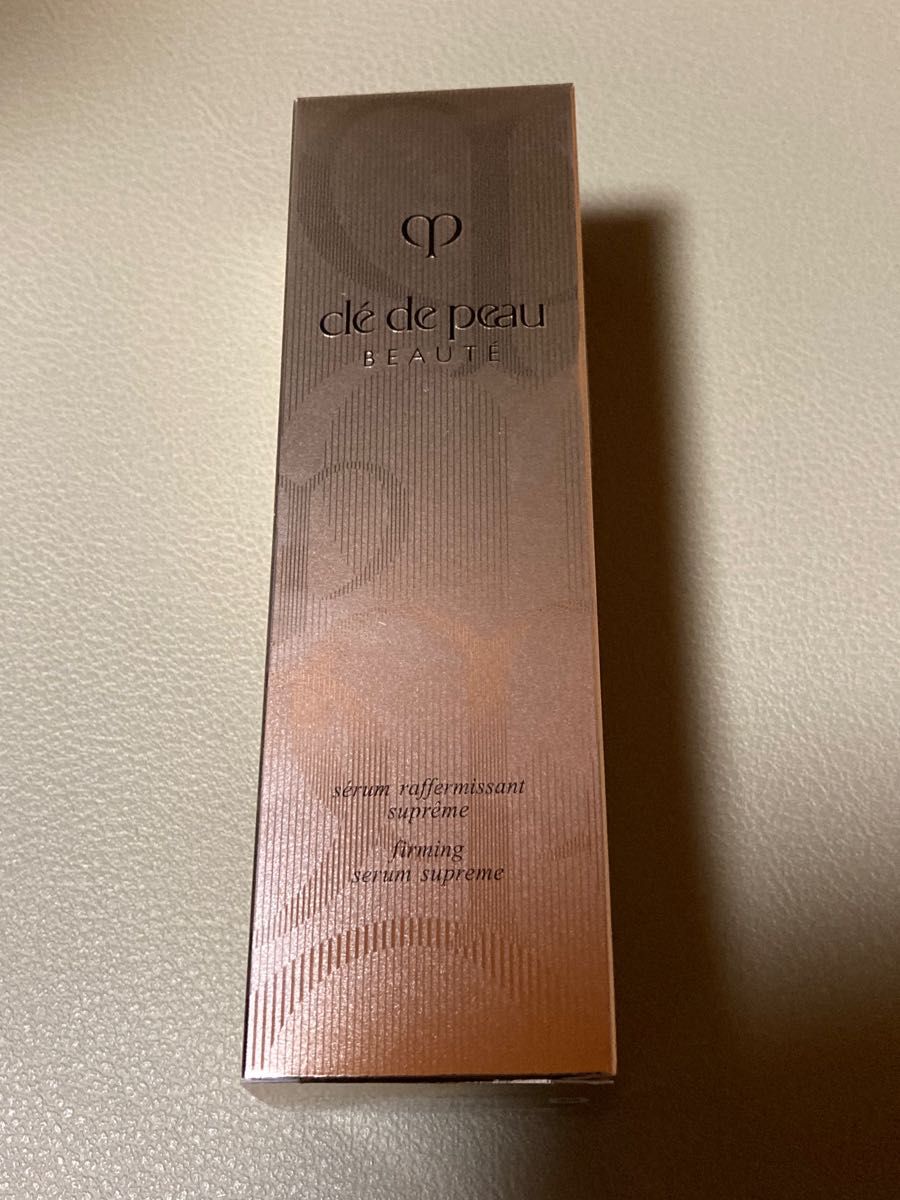 clé de peau
BEAUTÉ
sérum raffermissant
suprême
firming
serum supreme